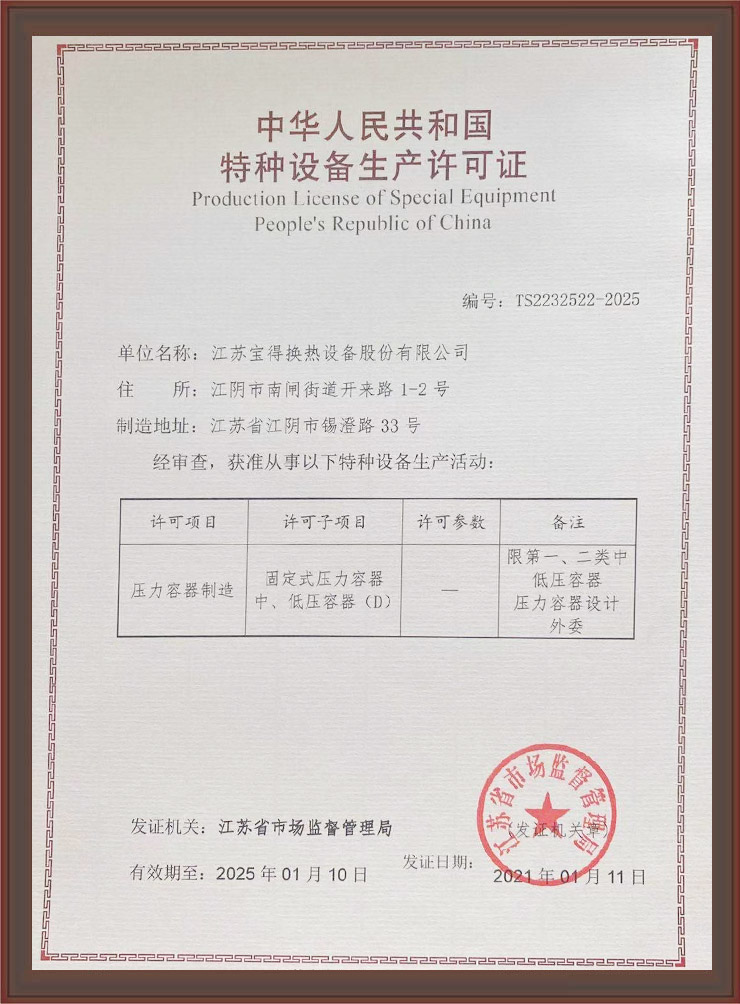 中华人民共和国
特种设备生产许可证
Production License of Special Equipment
People's Republic of China
编号：TS2232522-2025
单位名称：江苏宝得换热设备股份有限公司
住　　所：江阴市南闸街道开来路 1-2 号
制造地址：江苏省江阴市锡澄路 33 号
经审查，获准从事以下特种设备生产活动：
许可项目 许可子项目 许可参数 备注
压力容器制造 固定式压力容器 — 限第一、二类中
中、低压容器（D） 低压容器
压力容器设计
外委
江苏省市场监督管理局
发证机关：江苏省市场监督管理局 （发证机关章）
有效期至：2025 年 01 月 10 日 发证日期：2021 年 01 月 11 日